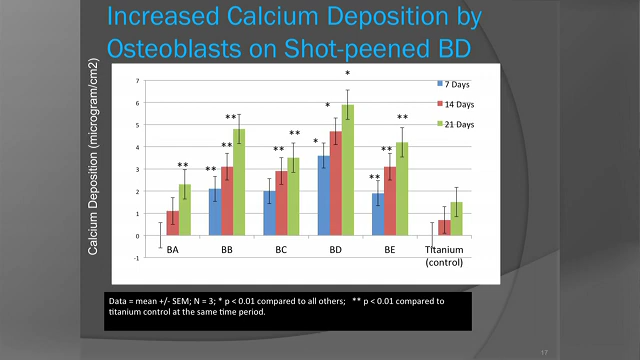 Increased Calcium Deposition by
Osteoblasts on Shot-peened BD
Calcium Deposition (microgram/cm2)
7
6
5
4
3
2
1
0
-1
*
*
*
**
**
**
**
**
**
**
**
**
7 Days
14 Days
21 Days
BA
BB
BC
BD
BE
Titanium
(control)
Data = mean +/- SEM; N = 3; * p < 0.01 compared to all others; ** p < 0.01 compared to
titanium control at the same time period.
17